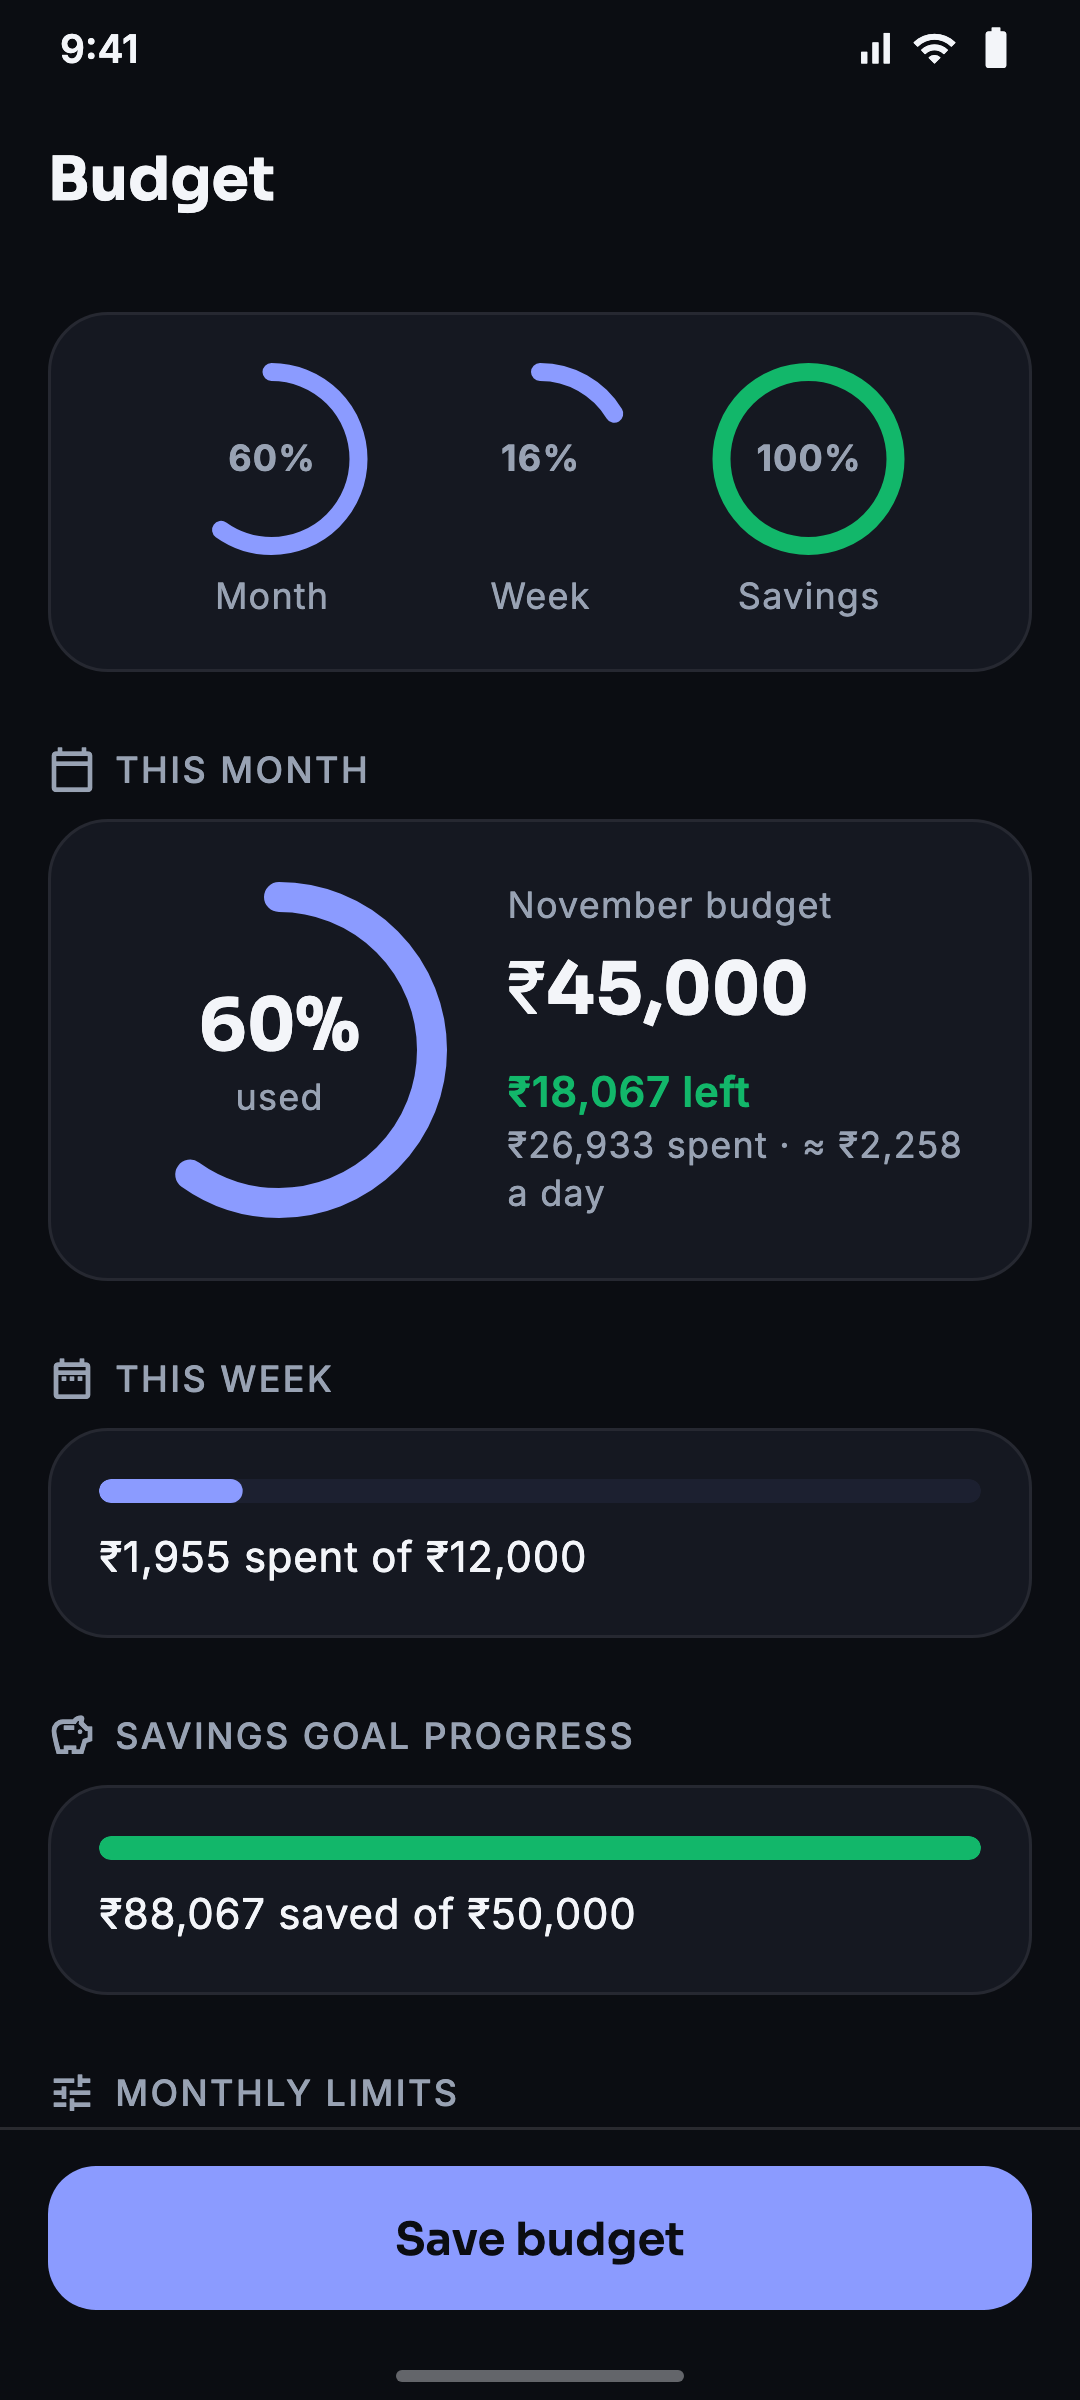 9:41
Budget
60%
16%
100%
Month
Week
Savings
THIS MONTH
60%
used
November budget
₹45,000
₹18,067 left
₹26,933 spent · ≈ ₹2,258
a day
THIS WEEK
₹1,955 spent of ₹12,000
SAVINGS GOAL PROGRESS
₹88,067 saved of ₹50,000
MONTHLY LIMITS
Save budget